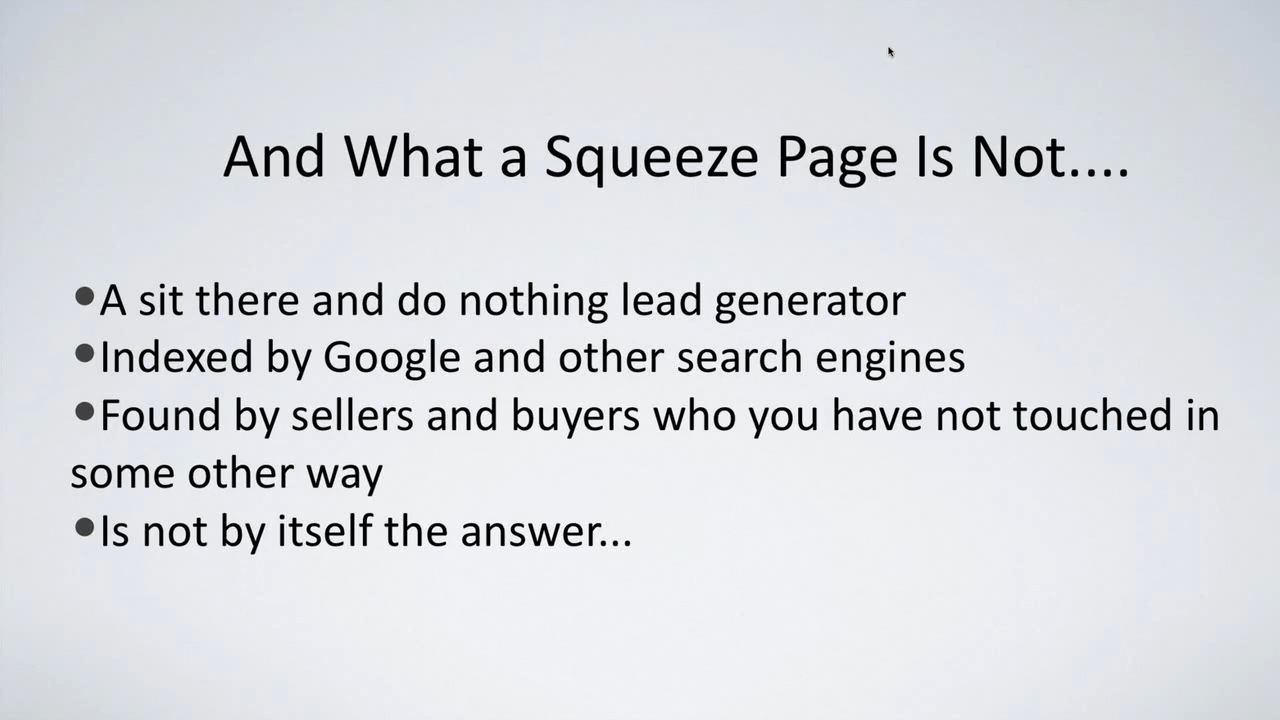 And What a Squeeze Page Is Not....
•A sit there and do nothing lead generator
•Indexed by Google and other search engines
•Found by sellers and buyers who you have not touched in
some other way
•Is not by itself the answer...